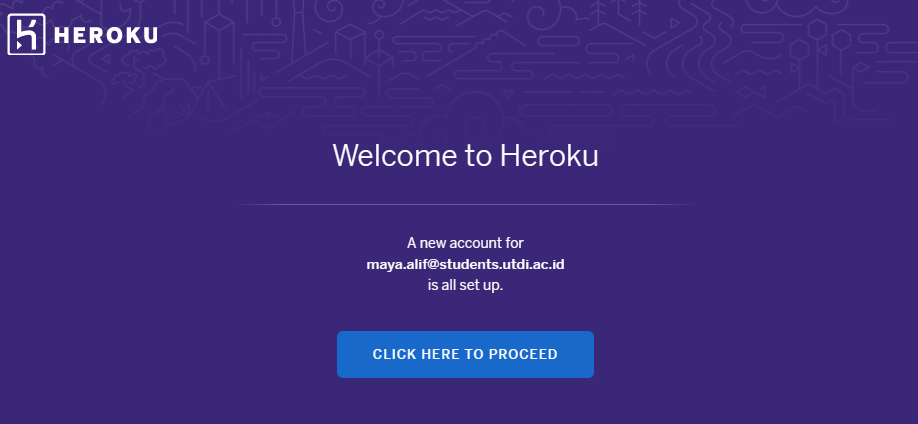 HEROKU
Welcome to Heroku
A new account for
maya.alif@students.utdi.ac.id
is all set up.
CLICK HERE TO PROCEED